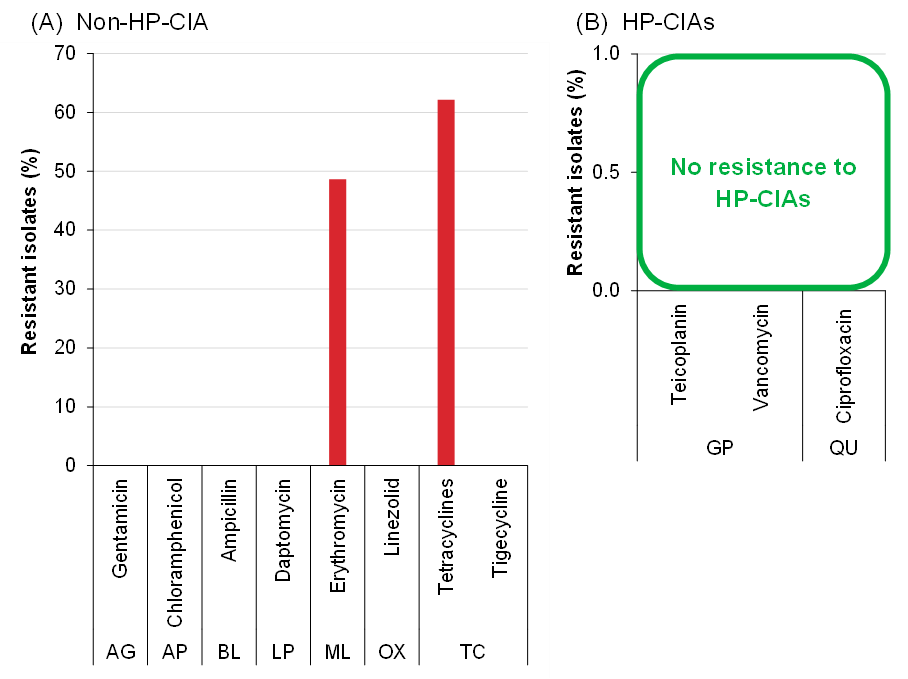 (A) Non-HP-CIA
Resistant isolates (%)
70
60
50
40
30
20
10
0
Gentamicin
Chloramphenicol
Ampicillin
Daptomycin
Erythromycin
Linezolid
Tetracyclines
Tigecycline
AG AP BL LP ML OX TC
(B) HP-CIAs
Resistant isolates (%)
1.0
0.5
0.0
No resistance to
HP-CIAs
Teicoplanin
Vancomycin
Ciprofloxacin
GP QU